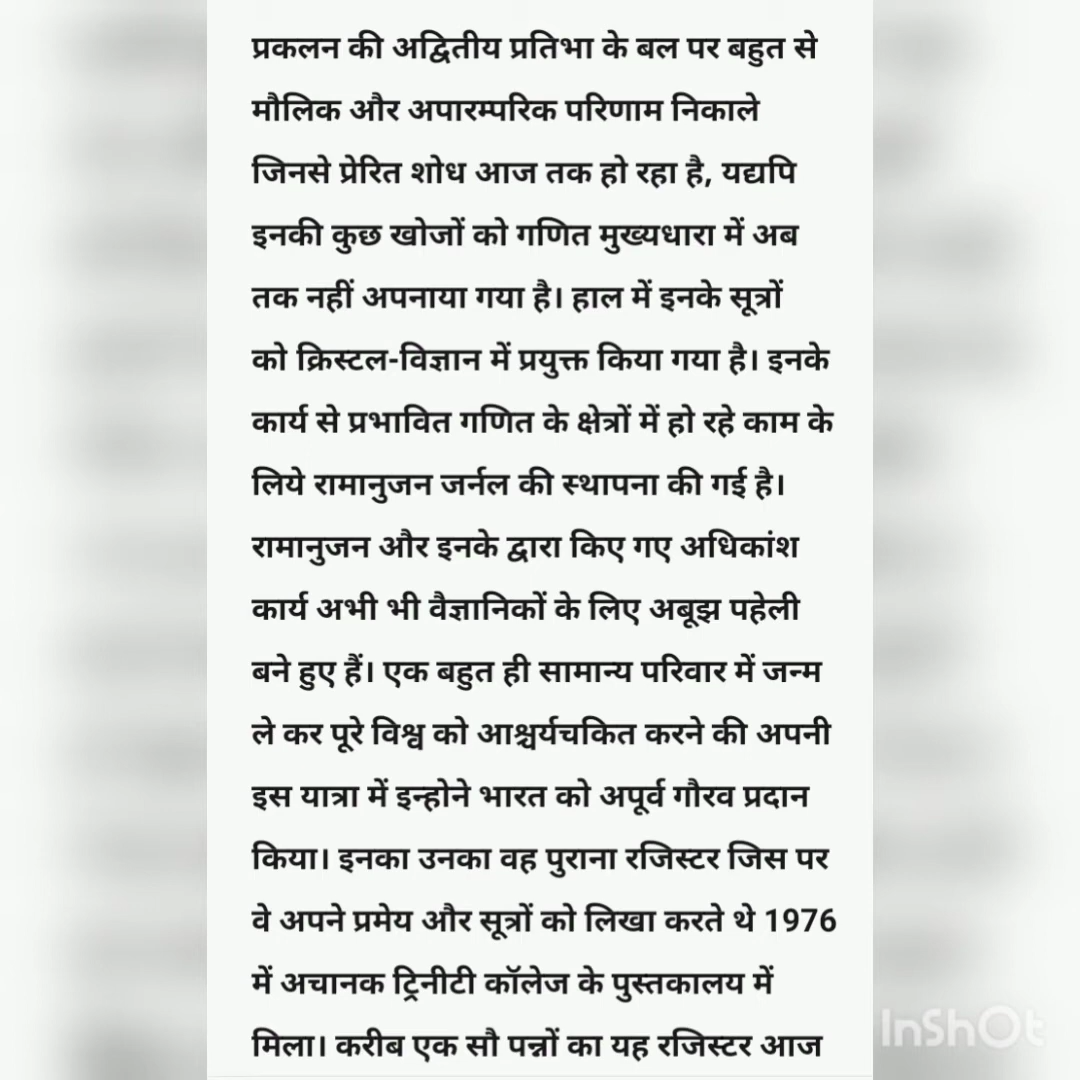 प्रकलन की अद्वितीय प्रतिभा के बल पर बहुत से
मौलिक और अपारम्परिक परिणाम निकाले
जिनसे प्रेरित शोध आज तक हो रहा है, यद्यपि
इनकी कुछ खोजों को गणित मुख्यधारा में अब
तक नहीं अपनाया गया है। हाल में इनके सूत्रों
को क्रिस्टल-विज्ञान में प्रयुक्त किया गया है। इनके
कार्य से प्रभावित गणित के क्षेत्रों में हो रहे काम के
लिये रामानुजन जर्नल की स्थापना की गई है।
रामानुजन और इनके द्वारा किए गए अधिकांश
कार्य अभी भी वैज्ञानिकों के लिए अबूझ पहेली
बने हुए हैं। एक बहुत ही सामान्य परिवार में जन्म
ले कर पूरे विश्व को आश्चर्यचकित करने की अपनी
इस यात्रा में इन्होने भारत को अपूर्व गौरव प्रदान
किया। इनका उनका वह पुराना रजिस्टर जिस पर
वे अपने प्रमेय और सूत्रों को लिखा करते थे 1976
में अचानक ट्रिनीटी कॉलेज के पुस्तकालय में
मिला। करीब एक सौ पन्नों का यह रजिस्टर आज
InShOt